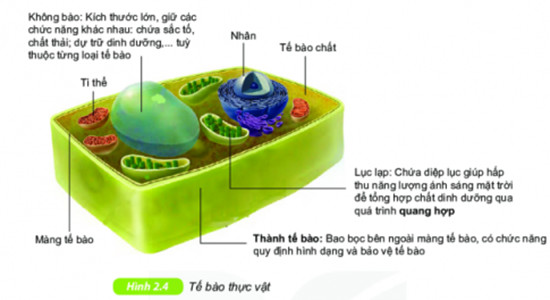 Không bào: Kích thước lớn, giữ các
chức năng khác nhau: chứa sắc tố,
chất thải; dự trữ dinh dưỡng,... tuỳ
thuộc từng loại tế bào
Nhân
Tế bào chất
Ti thể
Lục lạp: Chứa diệp lục giúp hấp
thu năng lượng ánh sáng mặt trời
để tổng hợp chất dinh dưỡng qua
quá trình quang hợp
Màng tế bào
Thành tế bào: Bao bọc bên ngoài màng tế bào, có chức năng
quy định hình dạng và bảo vệ tế bào
Hình 2.4 Tế bào thực vật